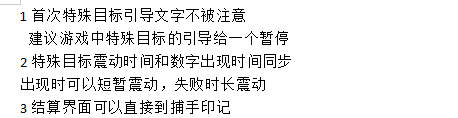 1 首次特殊目标引导文字不被注意
建议游戏中特殊目标的引导给一个暂停
2 特殊目标震动时间和数字出现时间同步
出现时可以短暂震动，失败时长震动
3 结算界面可以直接到捕手印记